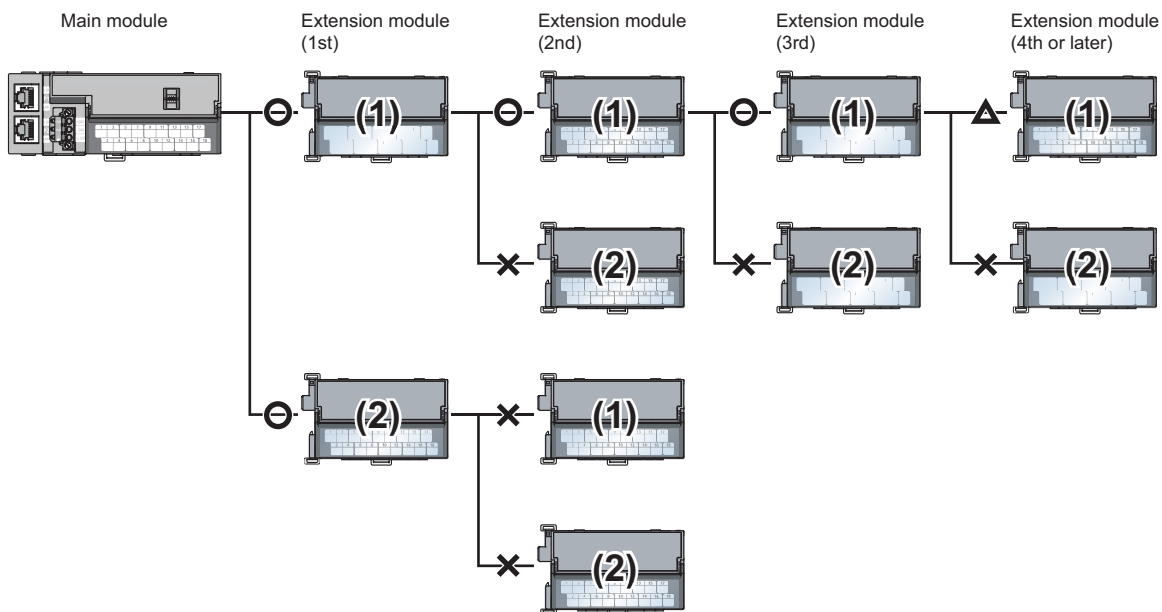 Main module
Extension module
(1st)
Extension module
(2nd)
Extension module
(3rd)
Extension module
(4th or later)
(1)
(1)
(1)
(1)
(2)
(2)
(2)
(2)
(1)
(2)